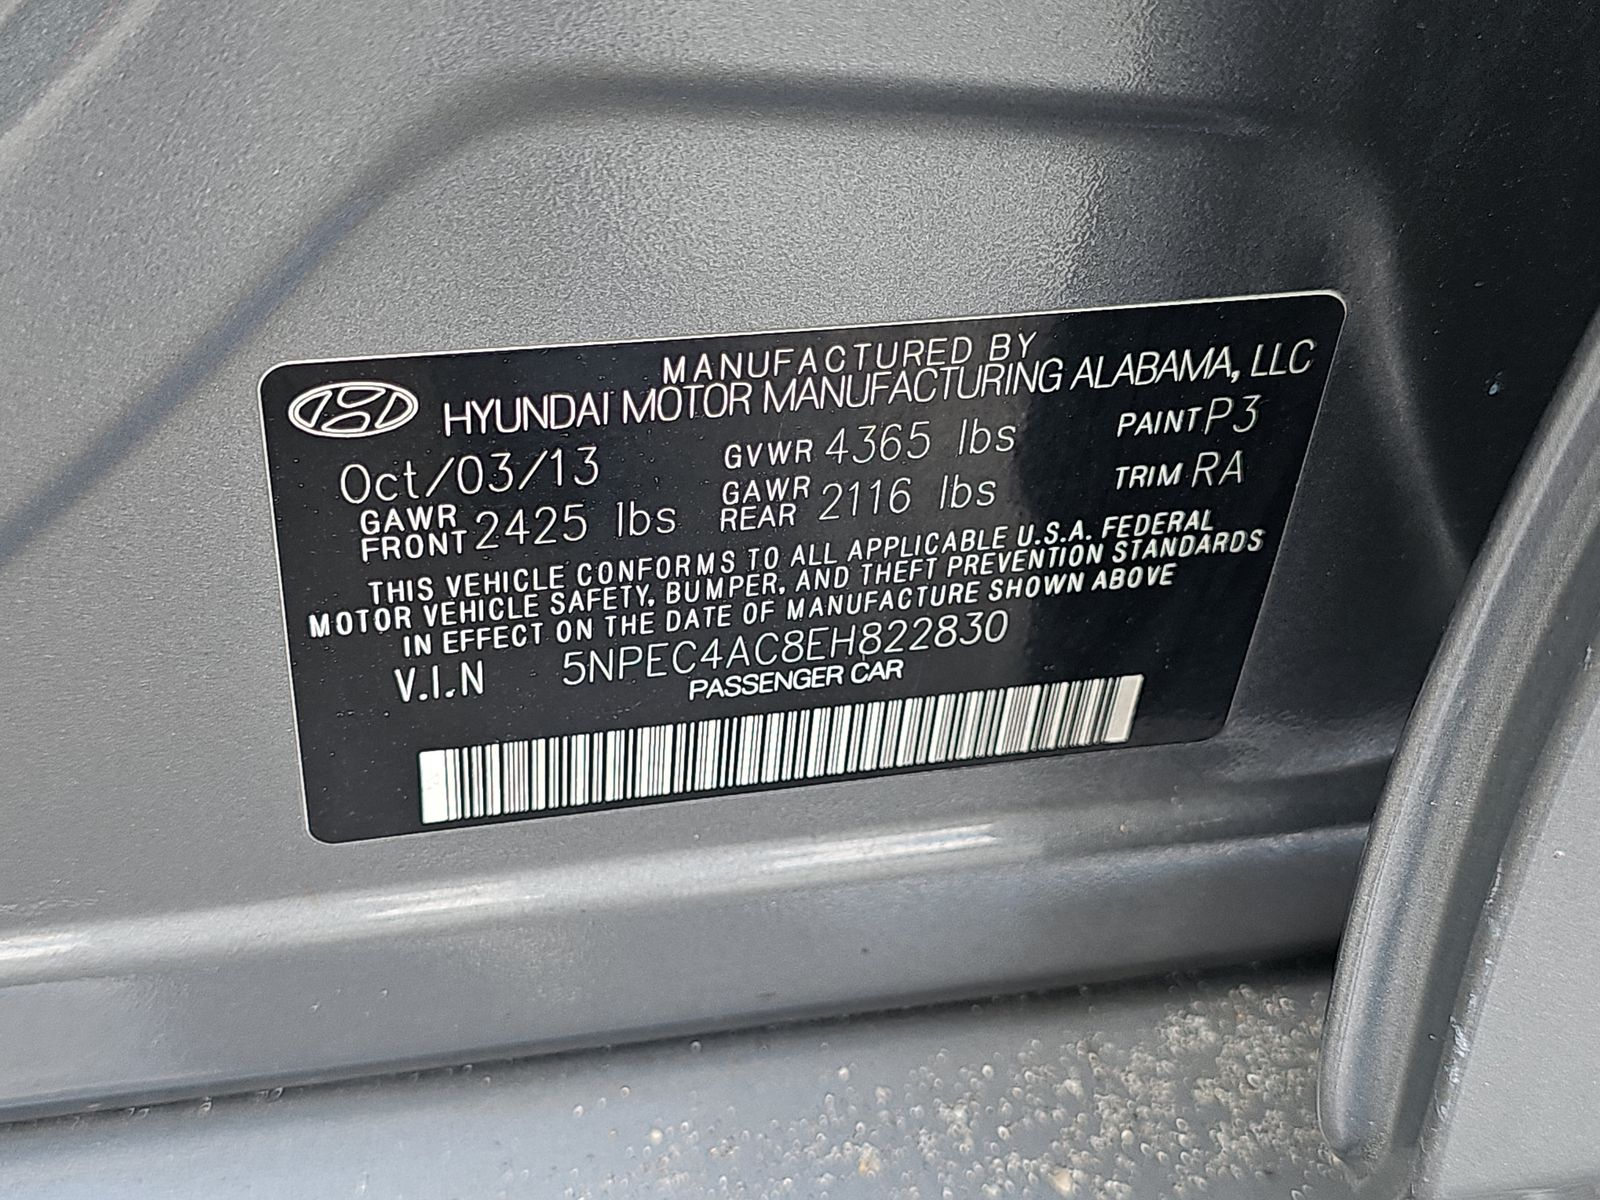 MANUFACTURED BY
HYUNDAI MOTOR MANUFACTURING ALABAMA, LLC
Oct/03/13 GVWR 4365 lbs PAINT P3
GAWR FRONT 2425 lbs GAWR REAR 2116 lbs TRIM RA
THIS VEHICLE CONFORMS TO ALL APPLICABLE U.S.A. FEDERAL
MOTOR VEHICLE SAFETY, BUMPER, AND THEFT PREVENTION STANDARDS
IN EFFECT ON THE DATE OF MANUFACTURE SHOWN ABOVE
V.I.N 5NPEC4AC8EH822830
PASSENGER CAR